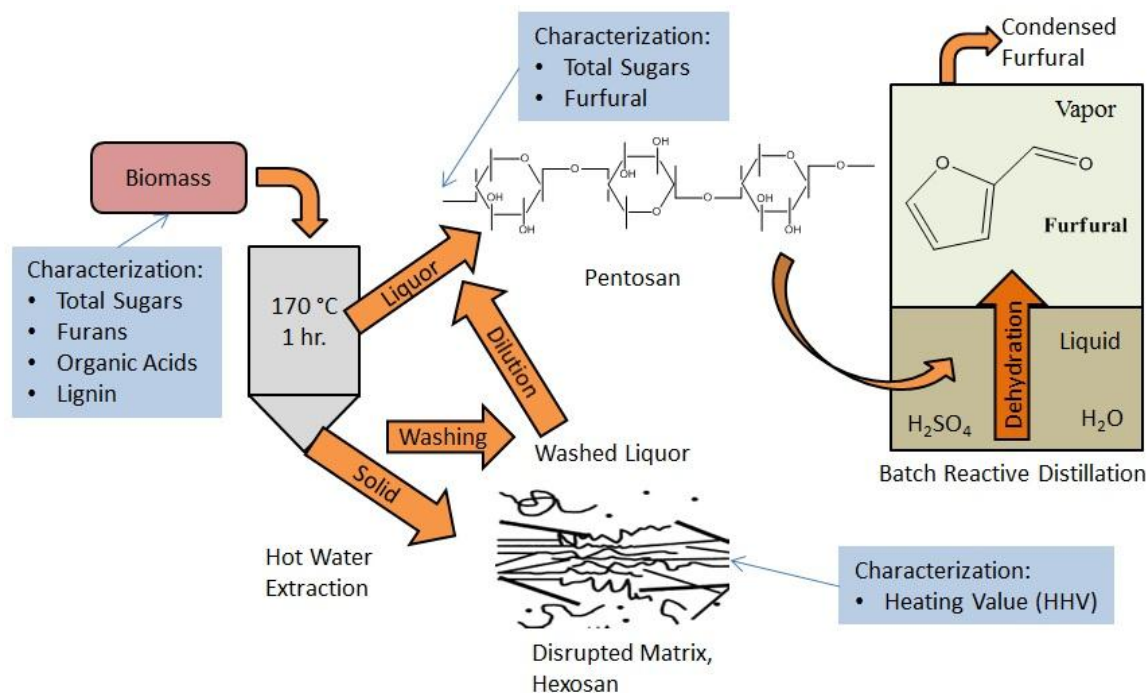 Characterization:
• Total Sugars
• Furfural
Condensed
Furfural
Vapor
O
O
Furfural
Biomass
Characterization:
• Total Sugars
• Furans
• Organic Acids
• Lignin
170 °C
1 hr.
Liquor
O
OH
OH
O
OH
OH
O
O
O
OH
OH
O
Pentosan
Dilution
Washing
Washed Liquor
Solid
Hot Water
Extraction
Liquid
Dehydration
H₂SO₄
H₂O
Batch Reactive Distillation
Characterization:
• Heating Value (HHV)
Disrupted Matrix,
Hexosan